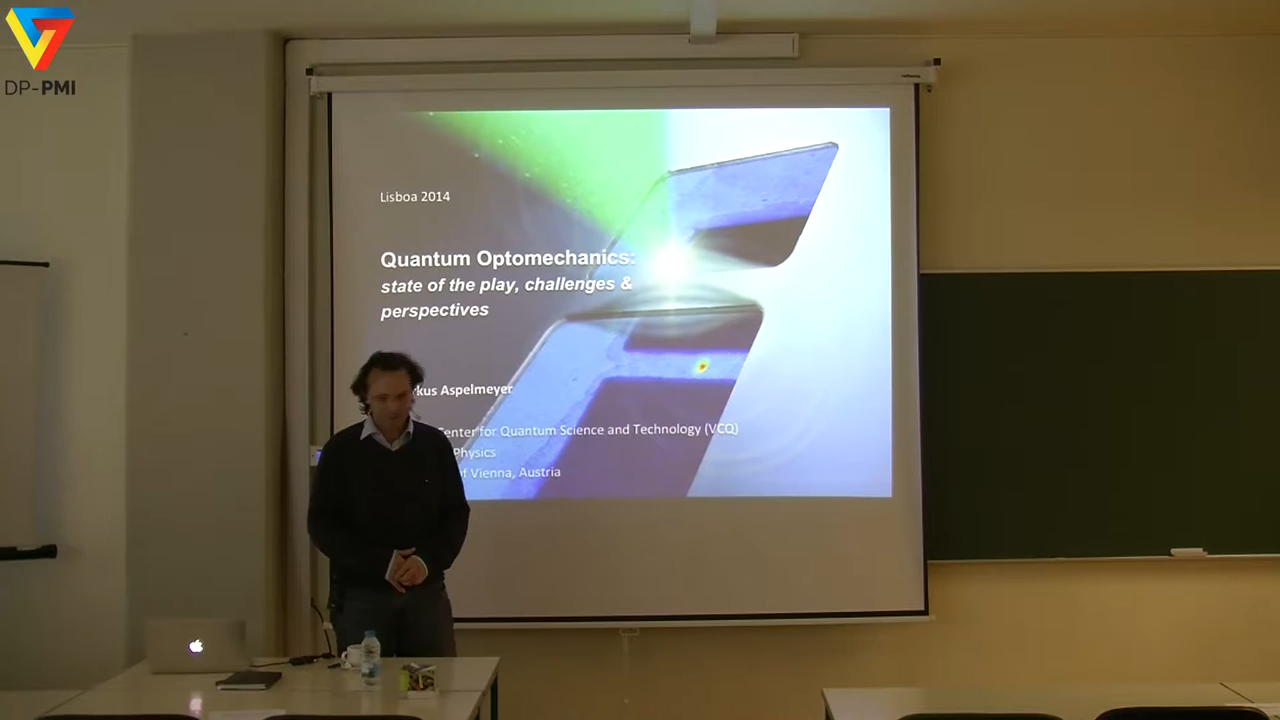 DP-PMI
Lisboa 2014
Quantum Optomechanics:
state of the play, challenges &
perspectives
rkus Aspelmeyer
Center for Quantum Science and Technology (VCQ)
Physics
of Vienna, Austria